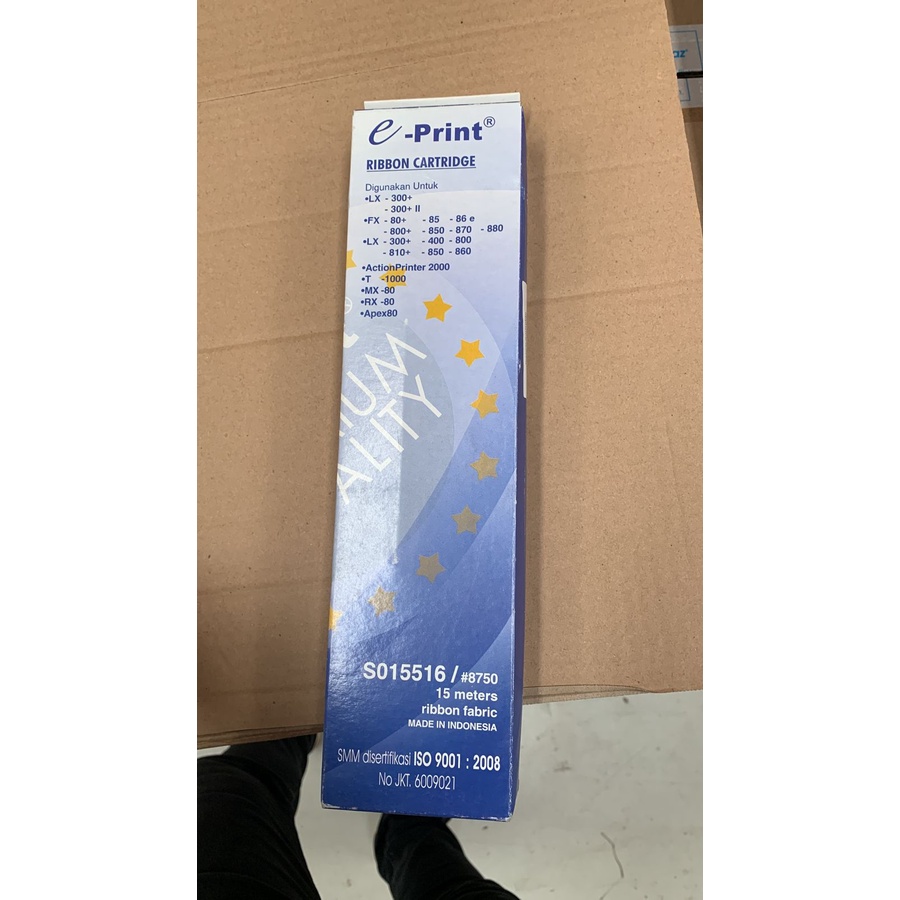 e-Print®
RIBBON CARTRIDGE
Digunakan Untuk
•LX - 300+
- 300+ II
•FX - 80+ - 85 - 86 e
- 800+ - 850 - 870 - 880
•LX - 300+ - 400 - 800
- 810+ - 850 - 860
•ActionPrinter 2000
•T -1000
•MX -80
•RX -80
•Apex80
IUM
ALITY
S015516 / #8750
15 meters
ribbon fabric
MADE IN INDONESIA
SMM disertifikasi ISO 9001 : 2008
No JKT. 6009021